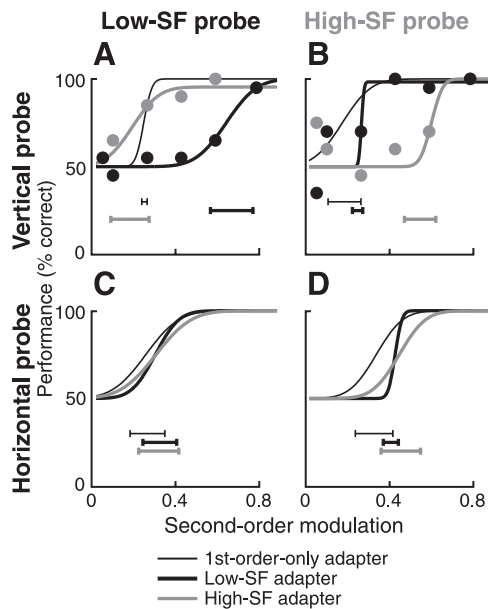 Low-SF probe
High-SF probe
A
B
Vertical probe
Horizontal probe
Performance (% correct)
100
50
0
C
D
100
50
0
0
0.4
0.8
0
0.4
0.8
Second-order modulation
1st-order-only adapter
Low-SF adapter
High-SF adapter